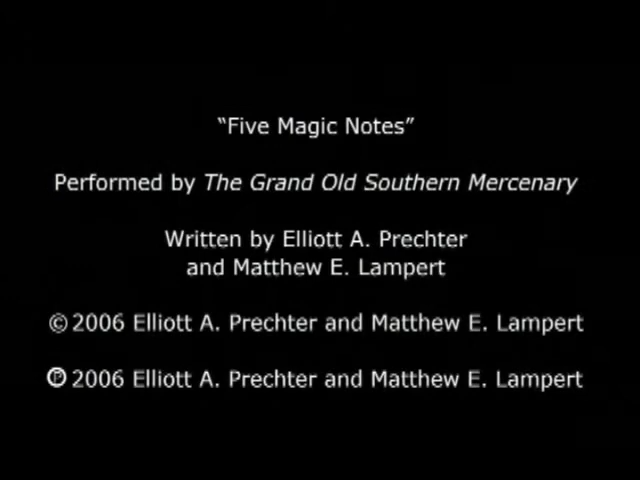 “Five Magic Notes”
Performed by The Grand Old Southern Mercenary
Written by Elliott A. Prechter
and Matthew E. Lampert
© 2006 Elliott A. Prechter and Matthew E. Lampert
℗ 2006 Elliott A. Prechter and Matthew E. Lampert